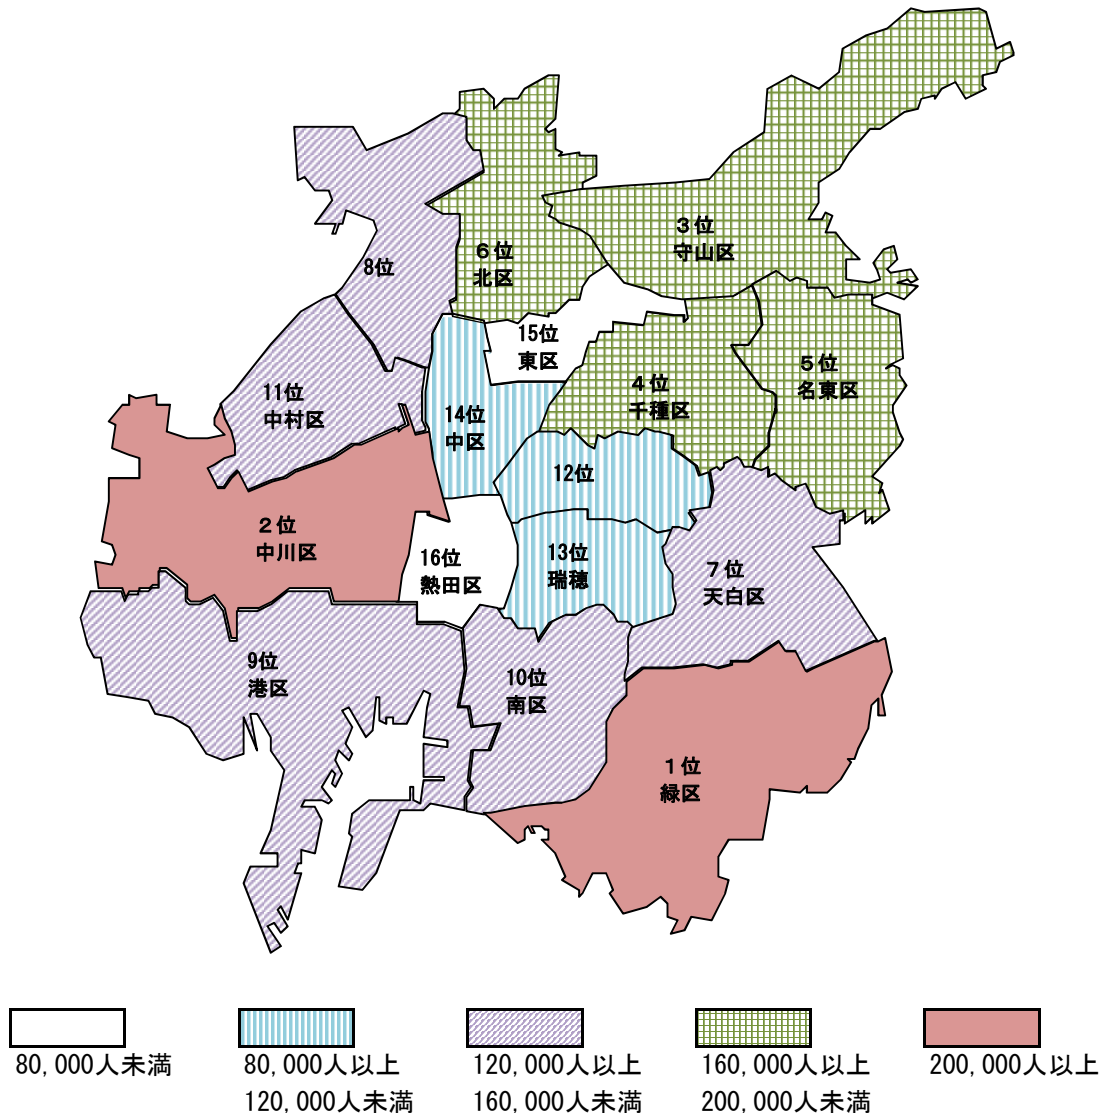 ３位
守山区
６位
北区
8位
15位
東区
５位
名東区
４位
千種区
11位
中村区
14位
中区
12位
２位
中川区
16位
熱田区
13位
瑞穂
７位
天白区
9位
港区
10位
南区
１位
緑区
80,000人未満
80,000人以上
120,000人未満
120,000人以上
160,000人未満
160,000人以上
200,000人未満
200,000人以上